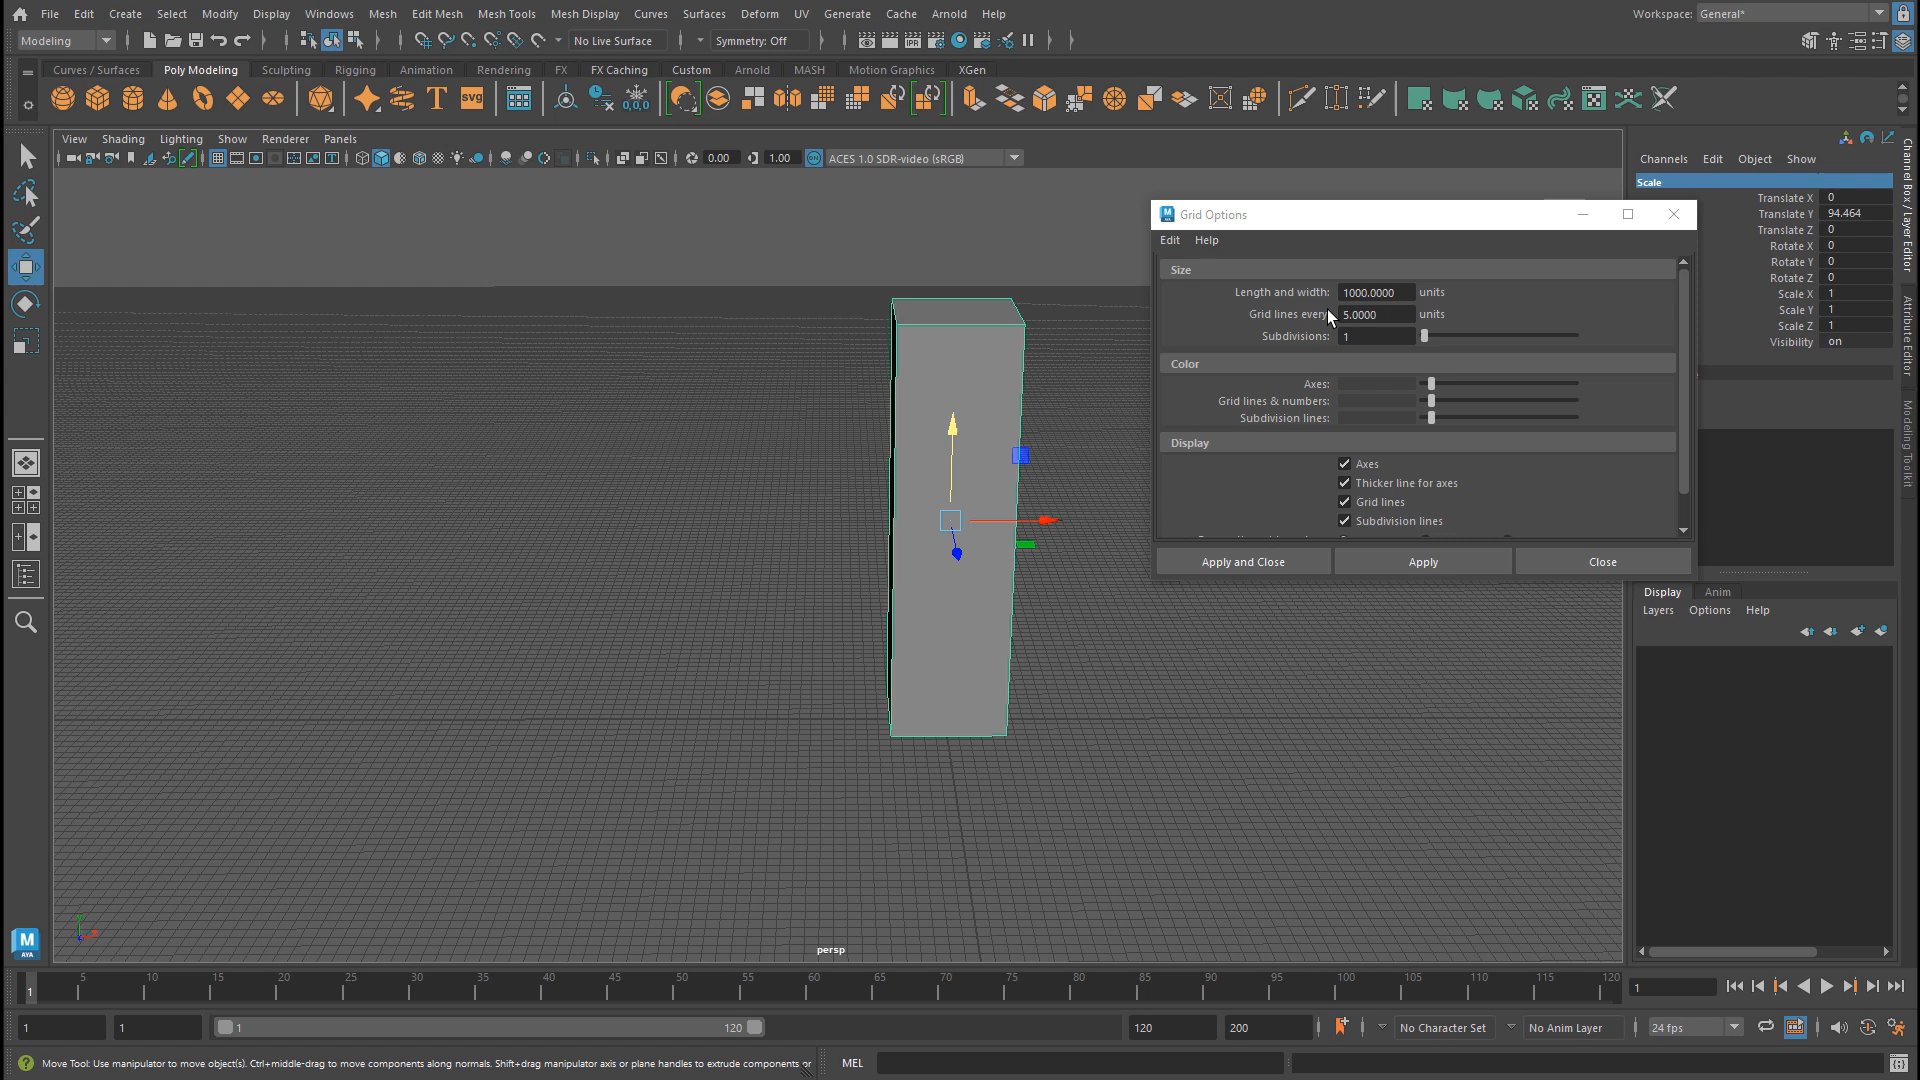 File Edit Create Select Modify Display Windows Mesh Edit Mesh Mesh Tools Mesh Display Curves Surfaces Deform UV Generate Cache Arnold Help Workspace: General*
Modeling No Live Surface Symmetry: Off
Curves / Surfaces Poly Modeling Sculpting Rigging Animation Rendering FX FX Caching Custom Arnold MASH Motion Graphics XGen
View Shading Lighting Show Renderer Panels
0.00 1.00 ACES 1.0 SDR-video (sRGB)
Channels Edit Object Show
Scale
Translate X 0
Translate Y 94.464
Translate Z 0
Rotate X 0
Rotate Y 0
Rotate Z 0
Scale X 1
Scale Y 1
Scale Z 1
Visibility on
Channel Box / Layer Editor
Attribute Editor
Modeling Toolkit
Grid Options
Edit Help
Size
Length and width: 1000.0000 units
Grid lines every 5.0000 units
Subdivisions: 1
Color
Axes:
Grid lines & numbers:
Subdivision lines:
Display
Axes
Thicker line for axes
Grid lines
Subdivision lines
Apply and Close Apply Close
Display Anim
Layers Options Help
persp
5 10 15 20 25 30 35 40 45 50 55 60 65 70 75 80 85 90 95 100 105 110 115 120
1 1
1 1 1 120 120 200 No Character Set No Anim Layer 24 fps
Move Tool: Use manipulator to move object(s). Ctrl+middle-drag to move components along normals. Shift+drag manipulator axis or plane handles to extrude components or
MEL